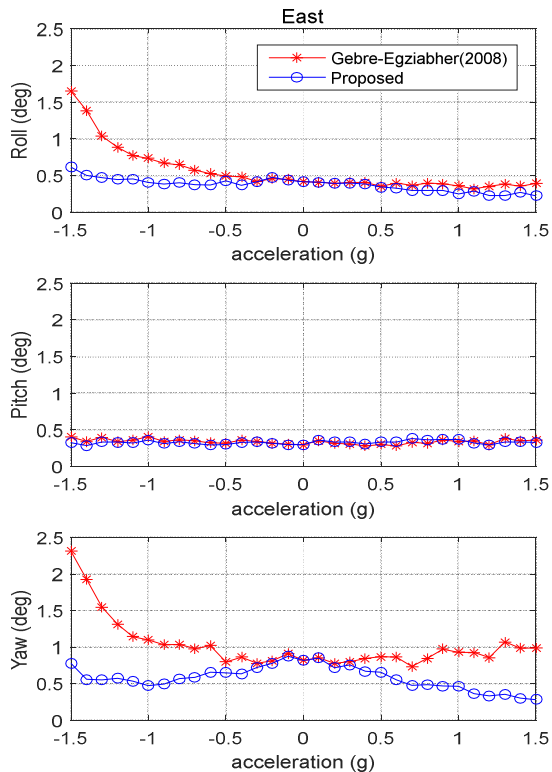 East
2.5
2
1.5
1
0.5
0
Roll (deg)
Gebre-Egziabher(2008)
Proposed
-1.5 -1 -0.5 0 0.5 1 1.5
acceleration (g)
2.5
2
1.5
1
0.5
0
Pitch (deg)
-1.5 -1 -0.5 0 0.5 1 1.5
acceleration (g)
2.5
2
1.5
1
0.5
0
Yaw (deg)
-1.5 -1 -0.5 0 0.5 1 1.5
acceleration (g)